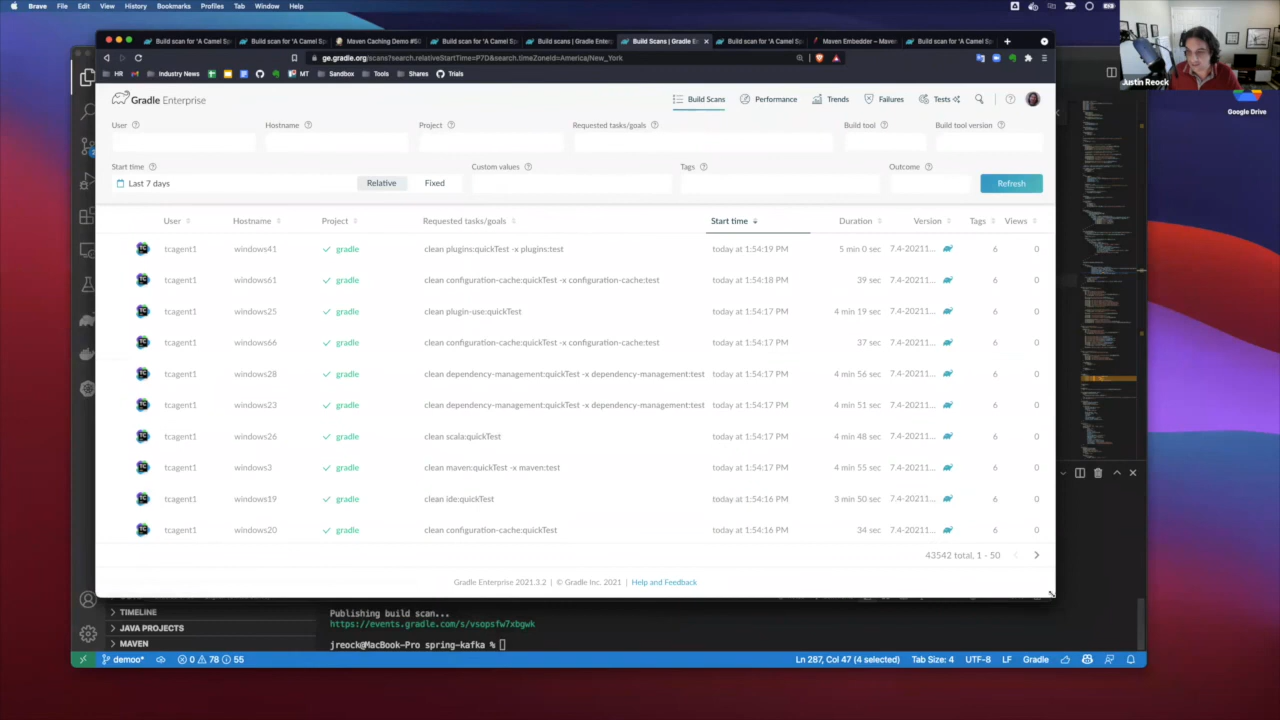 Brave File Edit View History Bookmarks Profiles Tab Window Help
Build scan for "A Camel Sp Build scan for "A Camel Sp Maven Caching Demo #50 Build scan for "A Camel Sp Build scans | Gradle Enterp Build Scans | Gradle E Build scan for "A Camel Sp Maven Embedder – Maven Build scan for "A Camel Sp
ge.gradle.org/scans?search.relativeStartTime=P7D&search.timeZoneId=America/New_York
HR Industry News MT Sandbox Tools Shares Trials
Justin Reock
Google Drive
Gradle Enterprise Build Scans Performance Trends Failures Tests
User Hostname Project Requested tasks/goals Build tool Build tool version
Start time Custom values Tags Outcome
Last 7 days Relative Fixed Refresh
User Hostname Project Requested tasks/goals Start time Duration Version Tags Views
TC tcagent1 windows41 gradle clean plugins:quickTest -x plugins:test today at 1:54:19 PM 5 min 0 sec 7.4-20211... 6 0
TC tcagent1 windows61 gradle clean configuration-cache:quickTest -x configuration-cache:test today at 1:54:18 PM 39 sec 7.4-20211... 6 0
TC tcagent1 windows25 gradle clean plugin-use:quickTest today at 1:54:17 PM 4 min 19 sec 7.4-20211... 6 0
TC tcagent1 windows66 gradle clean configuration-cache:quickTest -x configuration-cache:test today at 1:54:17 PM 37 sec 7.4-20211... 6 0
TC tcagent1 windows28 gradle clean dependency-management:quickTest -x dependency-management:test today at 1:54:17 PM 4 min 56 sec 7.4-20211... 6 0
TC tcagent1 windows23 gradle clean dependency-management:quickTest -x dependency-management:test today at 1:54:17 PM 4 min 51 sec 7.4-20211... 6 0
TC tcagent1 windows26 gradle clean scala:quickTest today at 1:54:17 PM 4 min 48 sec 7.4-20211... 6 0
TC tcagent1 windows3 gradle clean maven:quickTest -x maven:test today at 1:54:17 PM 4 min 55 sec 7.4-20211... 6 0
TC tcagent1 windows19 gradle clean ide:quickTest today at 1:54:16 PM 3 min 50 sec 7.4-20211... 6 0
TC tcagent1 windows20 gradle clean configuration-cache:quickTest today at 1:54:16 PM 34 sec 7.4-20211... 6 0
43542 total, 1 - 50
Gradle Enterprise 2021.3.2 | © Gradle Inc. 2021 | Help and Feedback
TIMELINE
JAVA PROJECTS
MAVEN
Publishing build scan...
https://events.gradle.com/s/vsopsfw7xbgwk
jreock@MacBook-Pro spring-kafka %
demoo* 0 78 55 Ln 287, Col 47 (4 selected) Tab Size: 4 UTF-8 LF Gradle